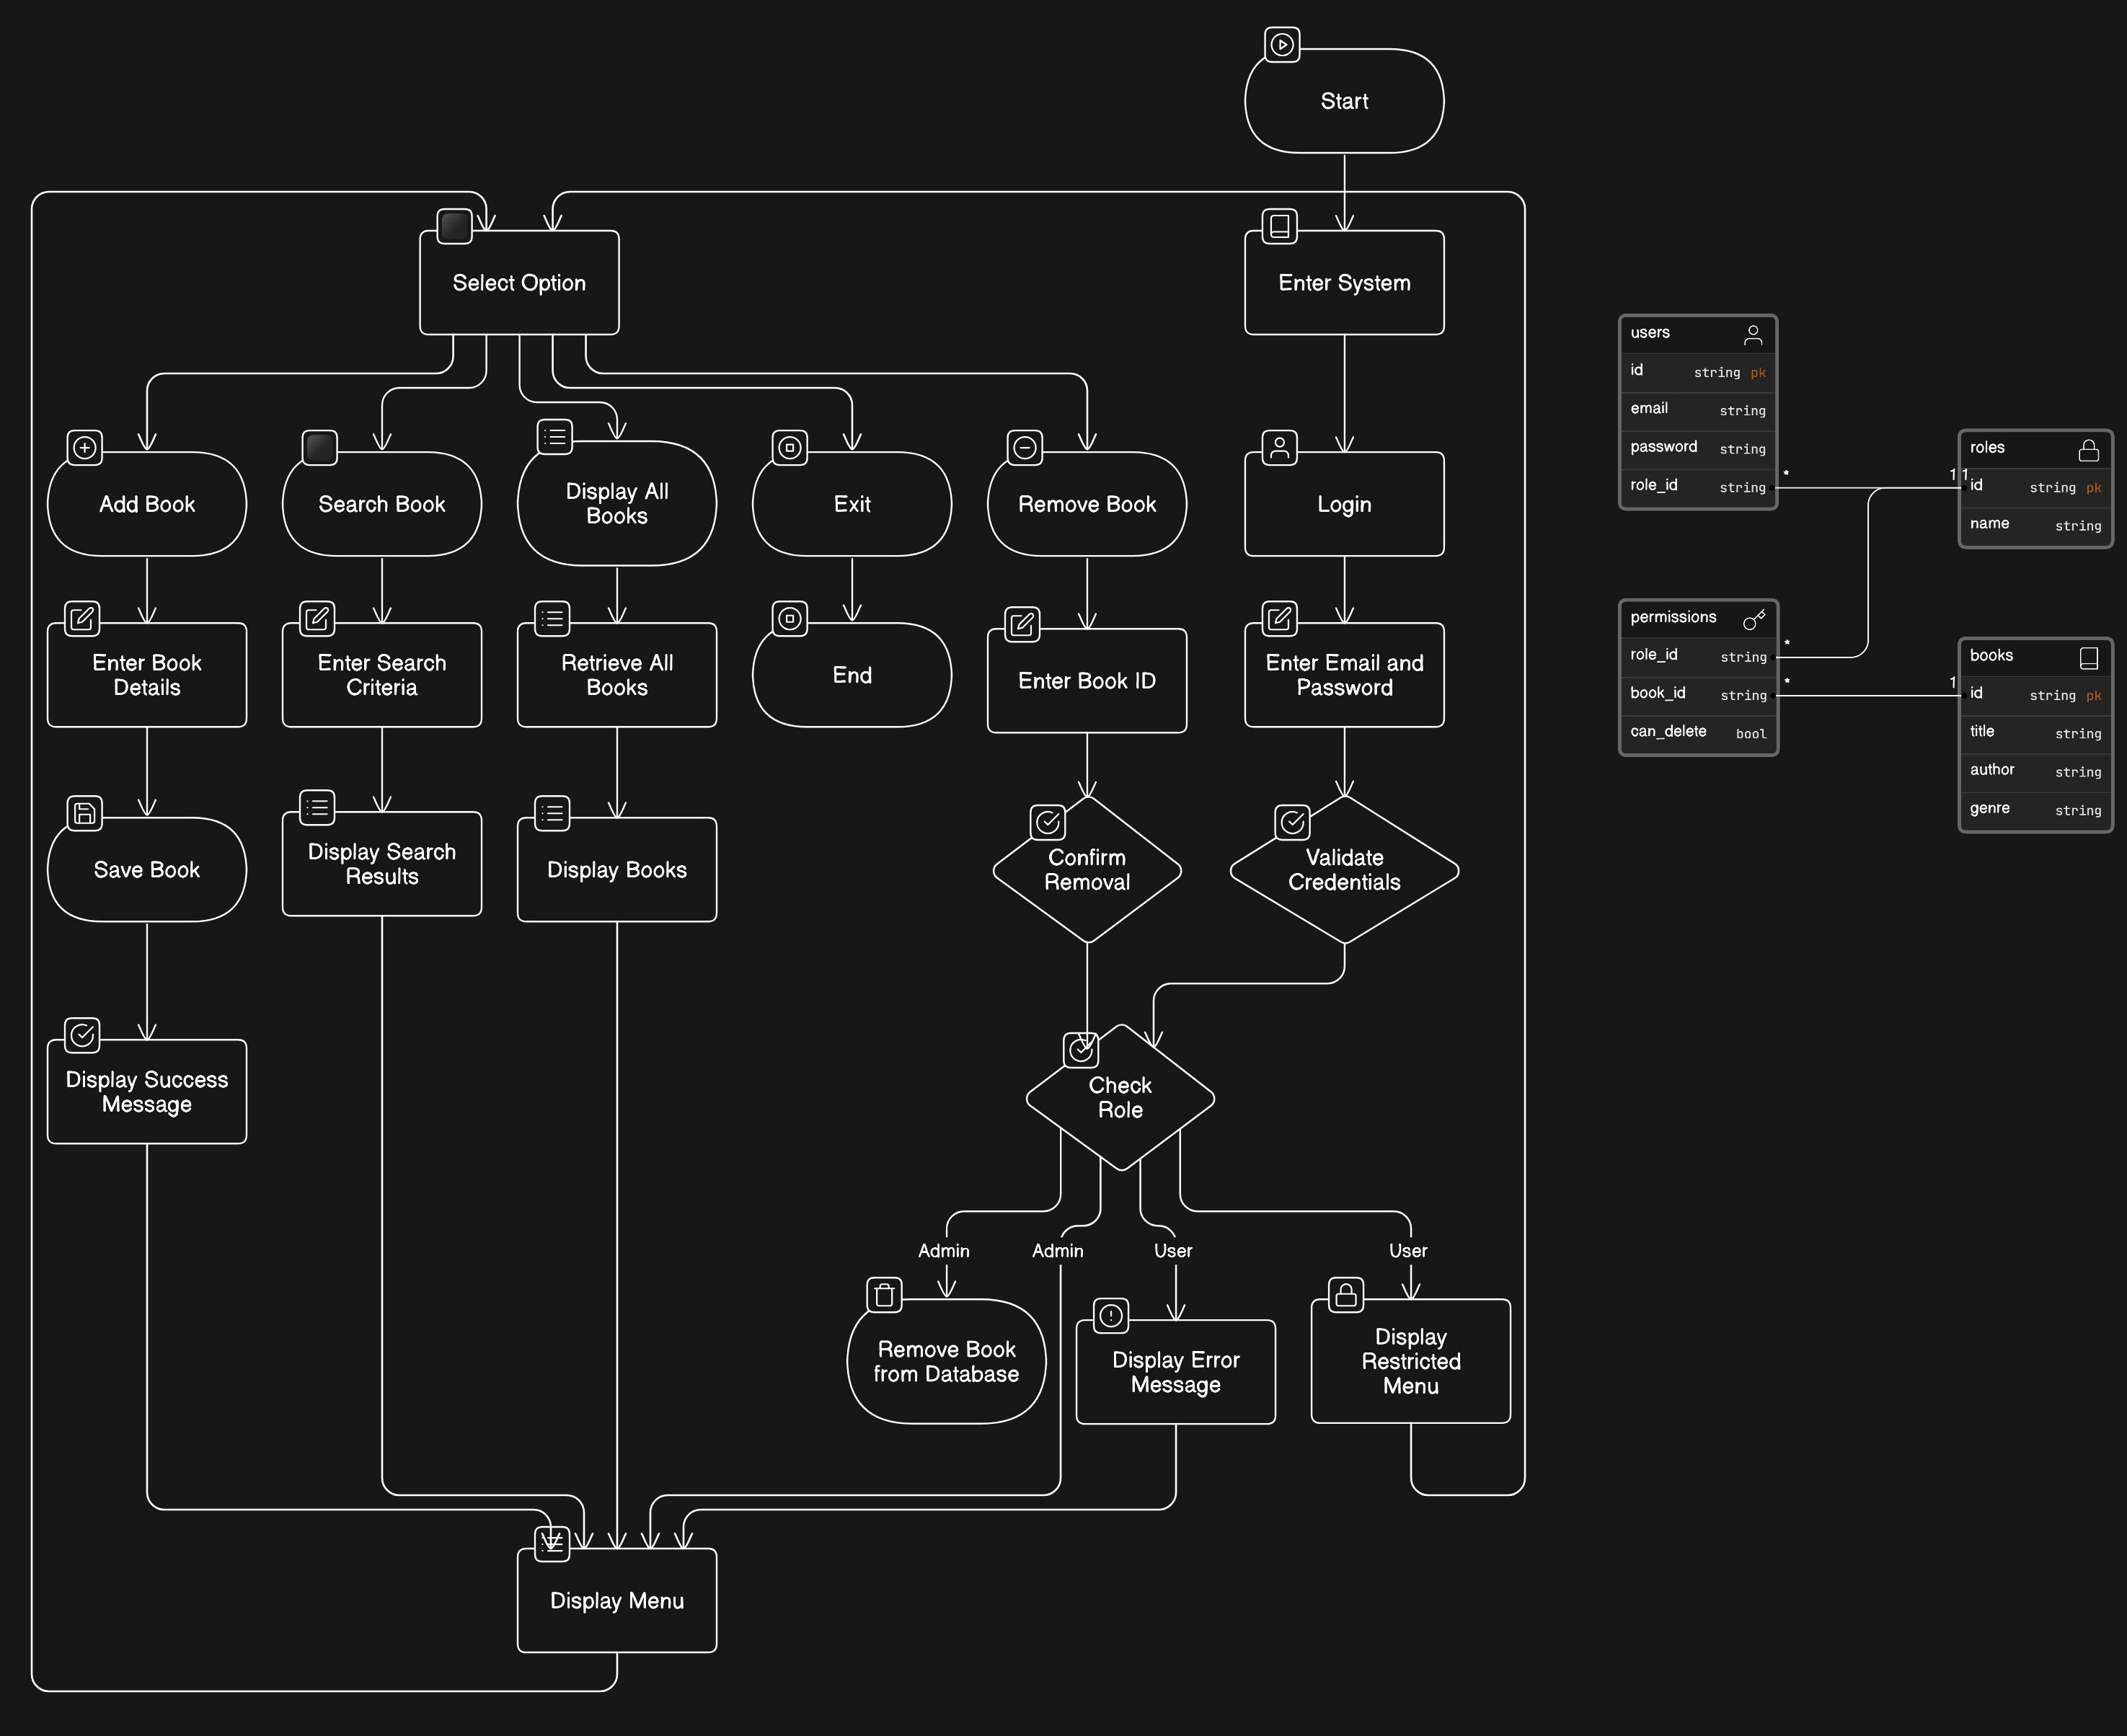 Start
Select Option
Enter System
Add Book
Search Book
Display All
Books
Exit
Remove Book
Login
Enter Book
Details
Enter Search
Criteria
Retrieve All
Books
End
Enter Book ID
Enter Email and
Password
Save Book
Display Search
Results
Display Books
Confirm
Removal
Validate
Credentials
Display Success
Message
Check
Role
Admin
Admin
User
User
Remove Book
from Database
Display Error
Message
Display
Restricted
Menu
Display Menu
users
id string pk
email string
password string
role_id string
* 1 1
roles
id string pk
name string
permissions
role_id string
book_id string
can_delete bool
*
* 1
books
id string pk
title string
author string
genre string